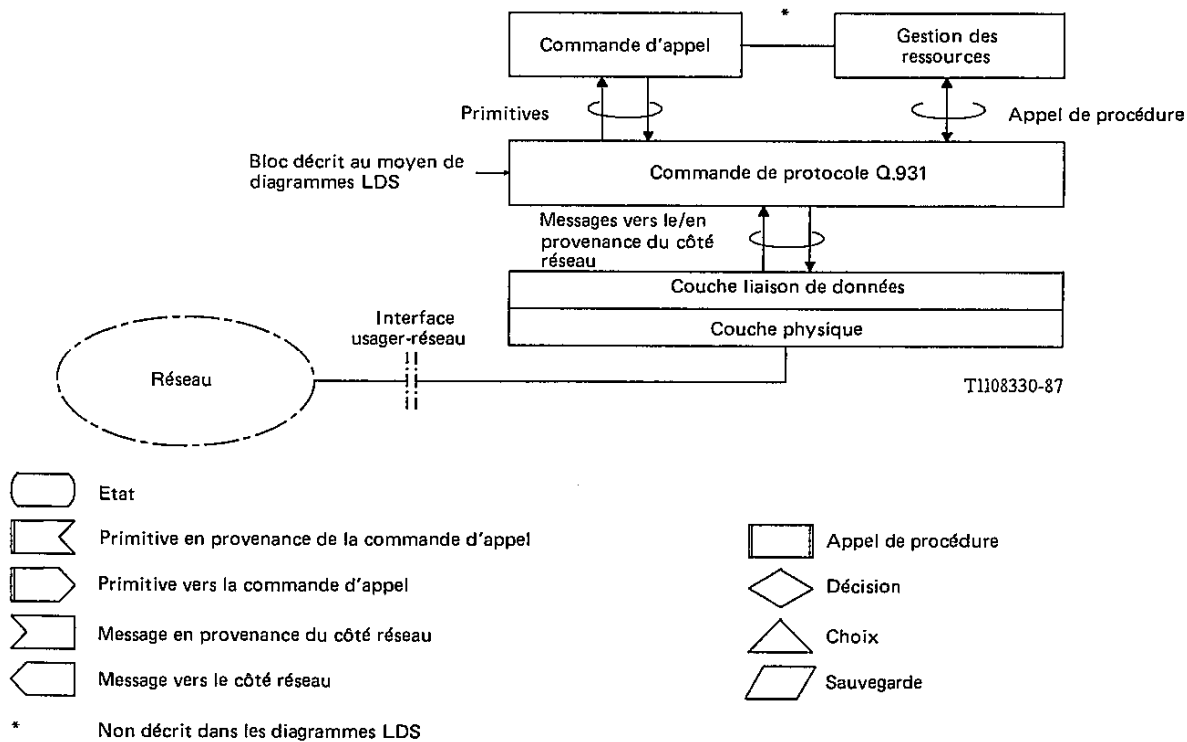 *
Commande d'appel
Gestion des
ressources
Primitives
Appel de procédure
Bloc décrit au moyen de
diagrammes LDS
Commande de protocole Q.931
Messages vers le/en
provenance du côté
réseau
Couche liaison de données
Couche physique
Interface
usager-réseau
Réseau
T1108330-87
Etat
Primitive en provenance de la commande d'appel
Primitive vers la commande d'appel
Message en provenance du côté réseau
Message vers le côté réseau
* Non décrit dans les diagrammes LDS
Appel de procédure
Décision
Choix
Sauvegarde